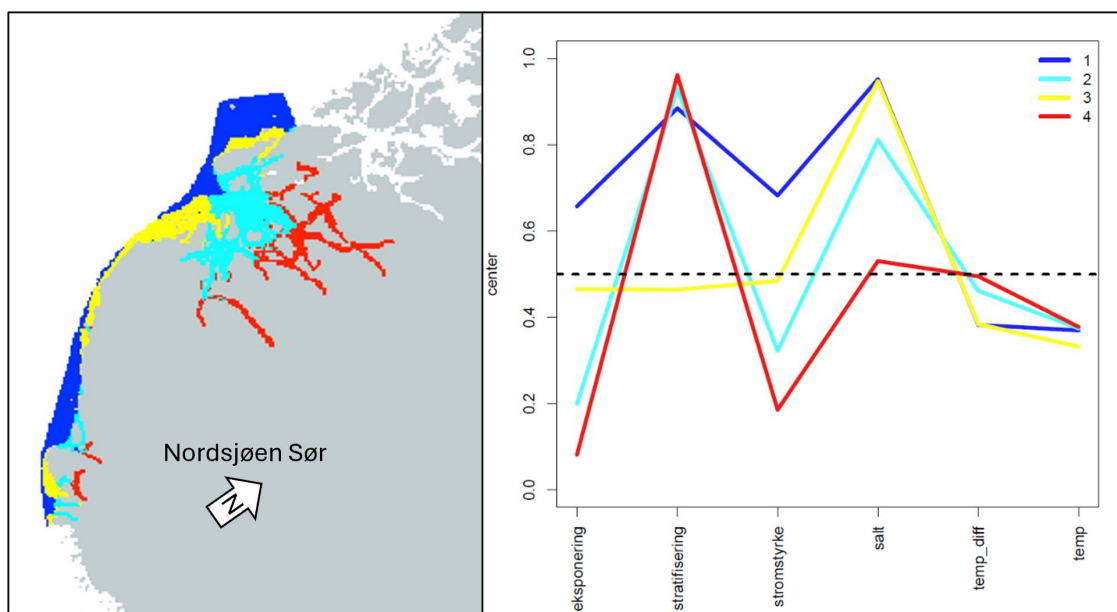 Nordsjøen Sør
N
center
1.0
0.8
0.6
0.4
0.2
0.0
1
2
3
4
eksponering
stratifisering
stromstyrke
salt
temp_diff
temp